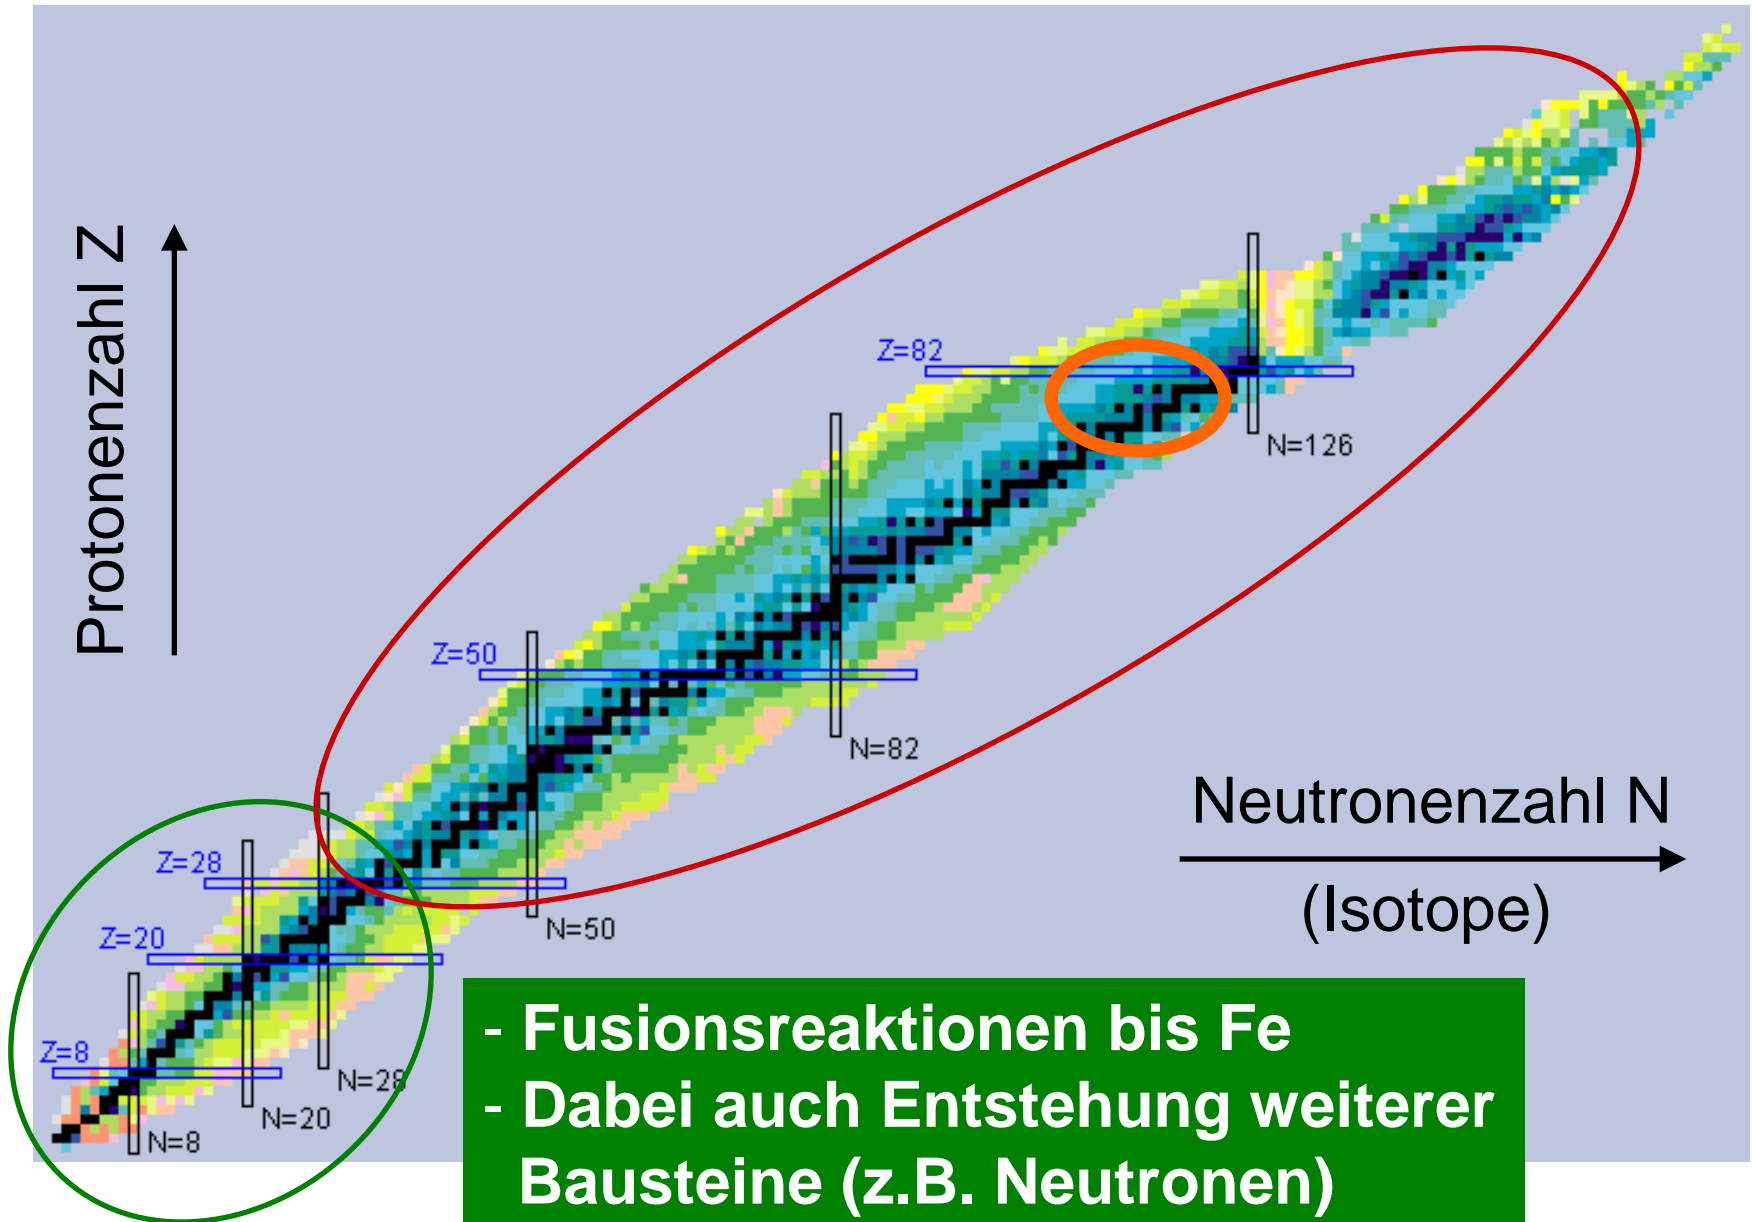 Protonenzahl Z
Z=82
N=126
Z=50
N=82
Neutronenzahl N
(Isotope)
Z=28
N=50
Z=20
N=28
Z=8
N=20
N=8
- Fusionsreaktionen bis Fe
- Dabei auch Entstehung weiterer
Bausteine (z.B. Neutronen)